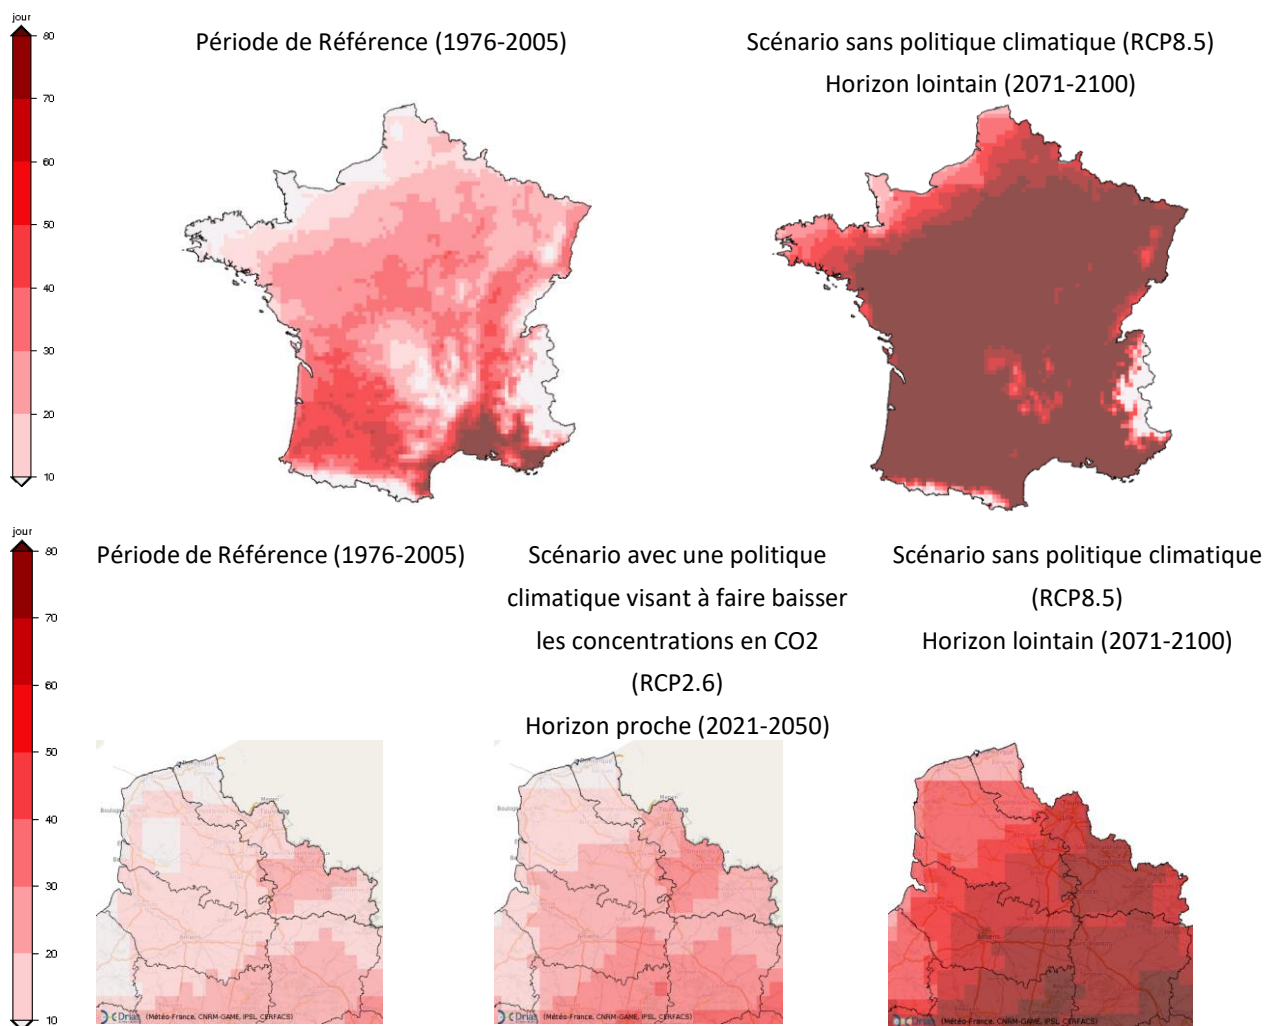 jour
80
70
60
50
40
30
20
10
Période de Référence (1976-2005)
Scénario sans politique climatique (RCP8.5)
Horizon lointain (2071-2100)
jour
80
70
60
50
40
30
20
10
Période de Référence (1976-2005)
Scénario avec une politique
climatique visant à faire baisser
les concentrations en CO2
(RCP2.6)
Horizon proche (2021-2050)
Scénario sans politique climatique
(RCP8.5)
Horizon lointain (2071-2100)
Drias (Météo-France, CNRM-GAME, IPSL, CERFACS)
Drias (Météo-France, CNRM-GAME, IPSL, CERFACS)
Drias (Météo-France, CNRM-GAME, IPSL, CERFACS)